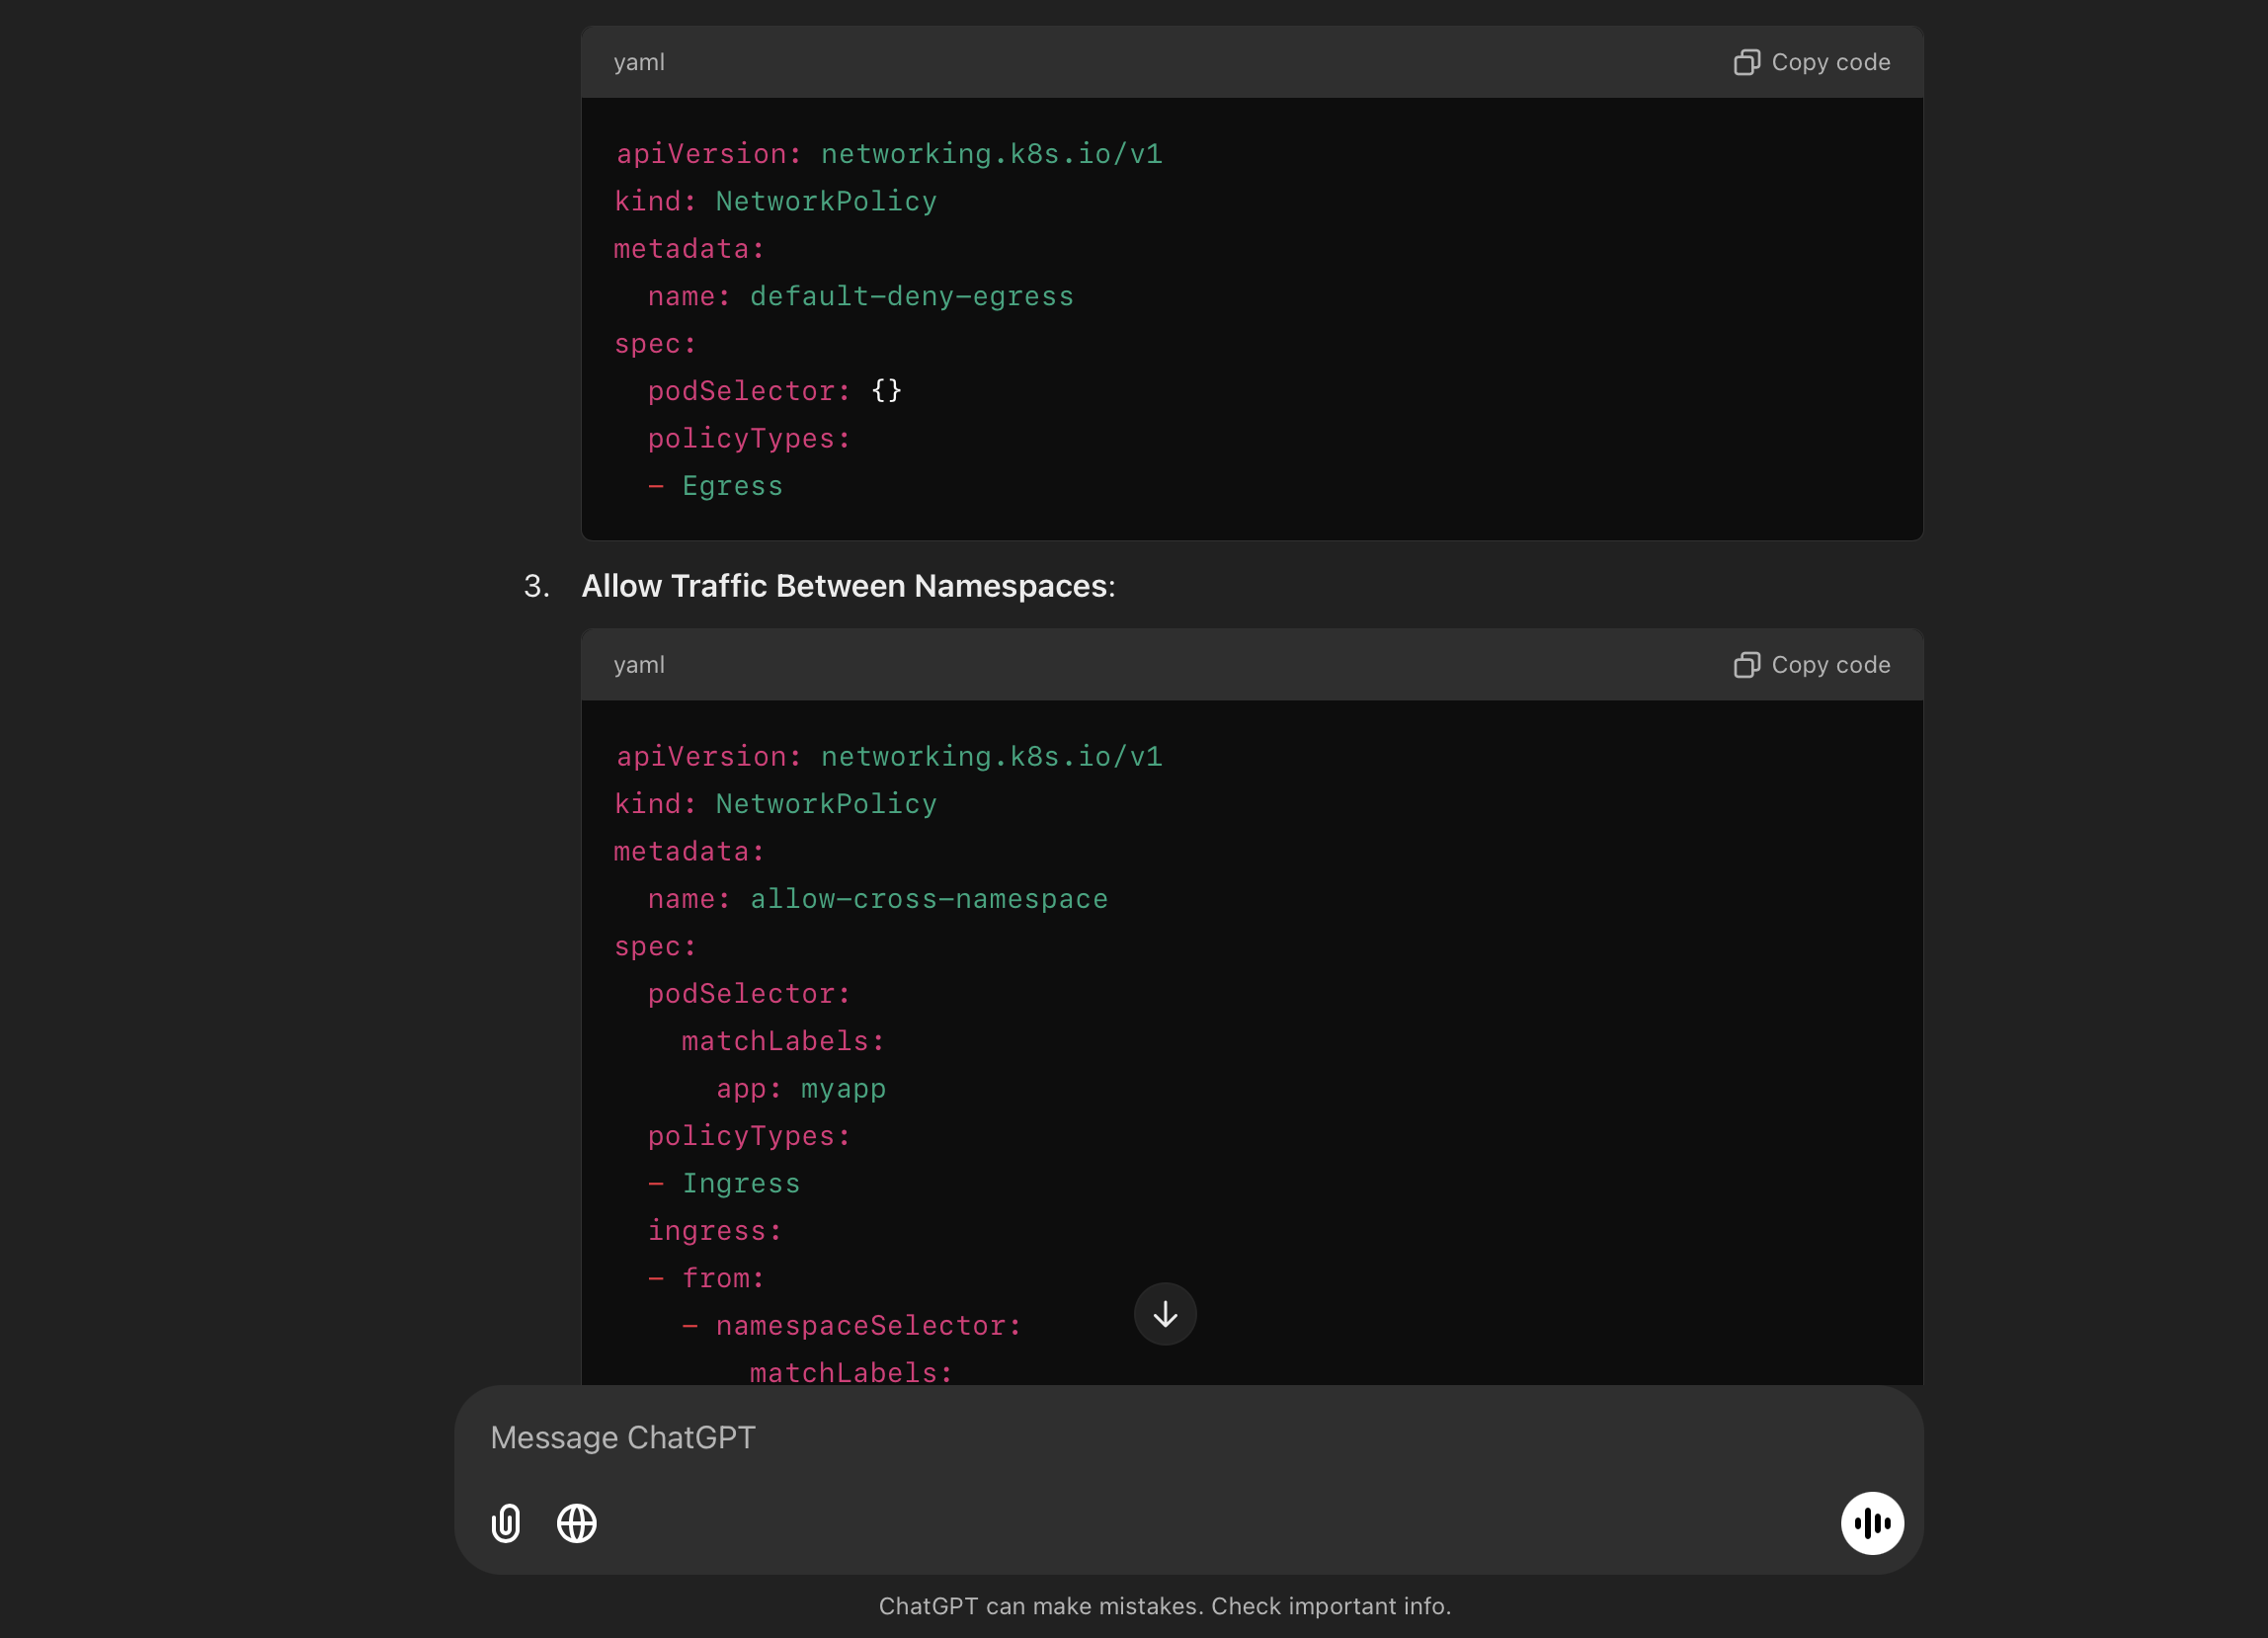 yaml
Copy code
apiVersion: networking.k8s.io/v1
kind: NetworkPolicy
metadata:
  name: default-deny-egress
spec:
  podSelector: {}
  policyTypes:
  - Egress
3. Allow Traffic Between Namespaces:
yaml
Copy code
apiVersion: networking.k8s.io/v1
kind: NetworkPolicy
metadata:
  name: allow-cross-namespace
spec:
  podSelector:
    matchLabels:
      app: myapp
  policyTypes:
  - Ingress
  ingress:
  - from:
    - namespaceSelector:
        matchLabels:
Message ChatGPT
ChatGPT can make mistakes. Check important info.